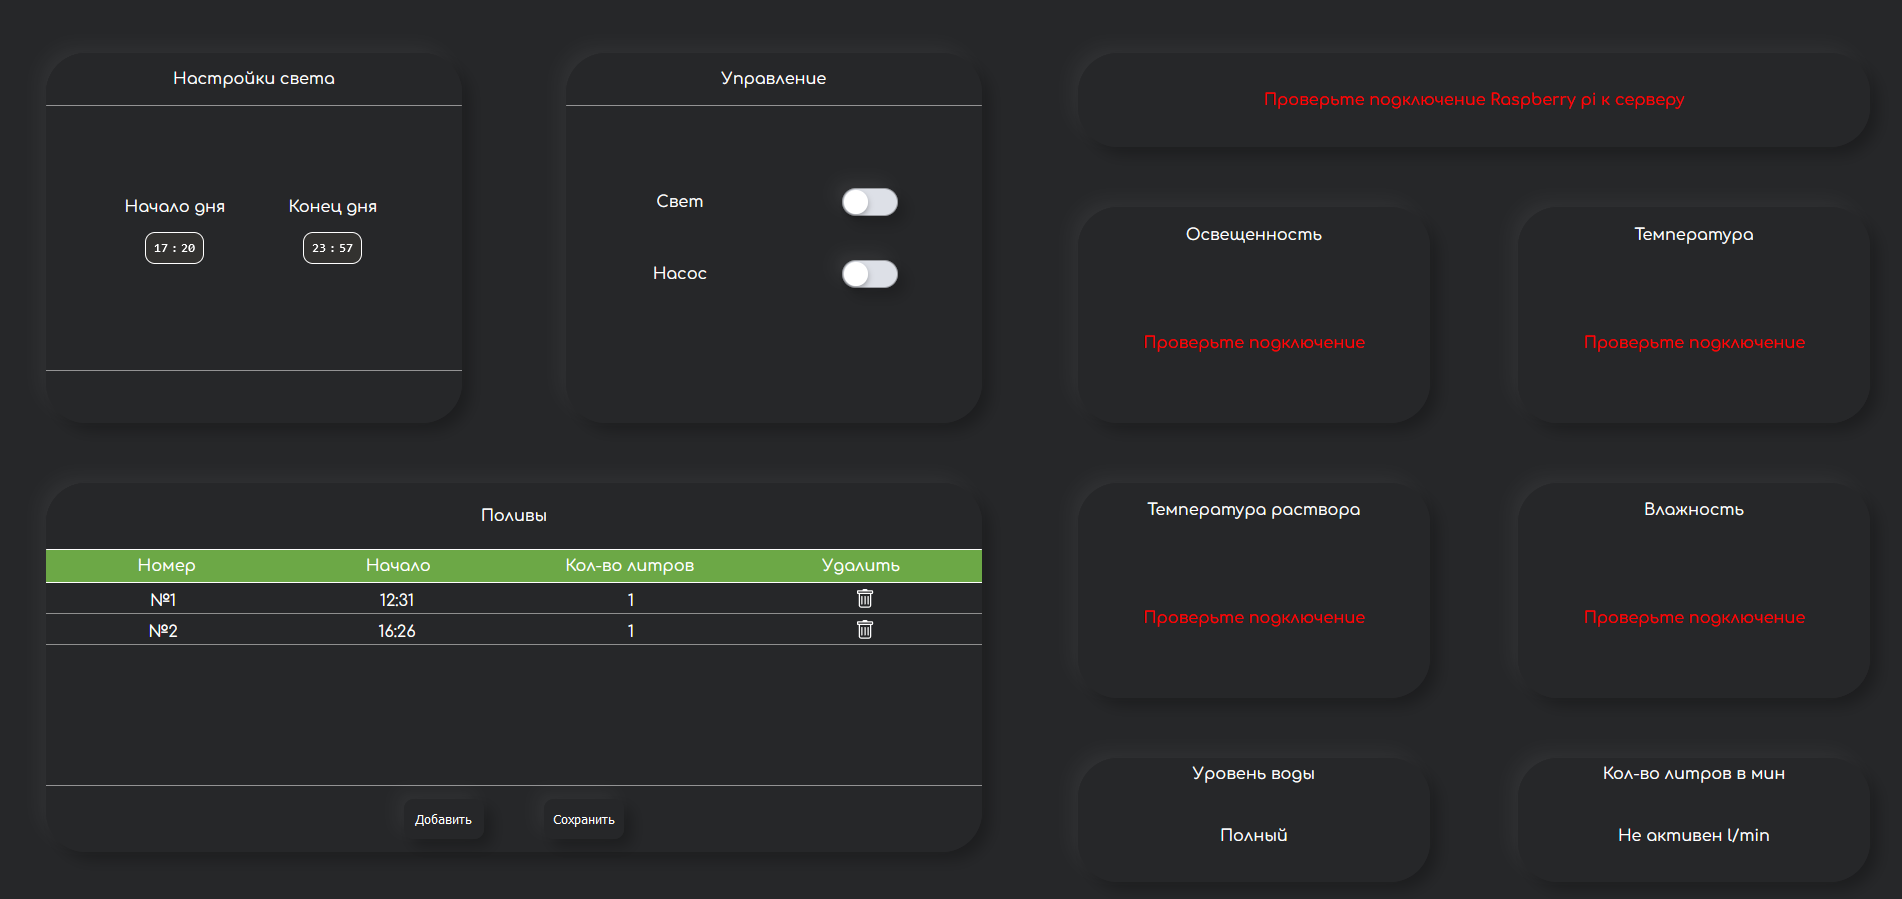 Настройки света
Начало дня Конец дня
17 : 20 23 : 57
Управление
Свет
Насос
Проверьте подключение Raspberry pi к серверу
Освещенность
Проверьте подключение
Температура
Проверьте подключение
Поливы
Номер Начало Кол-во литров Удалить
№1 12:31 1
№2 16:26 1
Добавить Сохранить
Температура раствора
Проверьте подключение
Влажность
Проверьте подключение
Уровень воды
Полный
Кол-во литров в мин
Не активен l/min